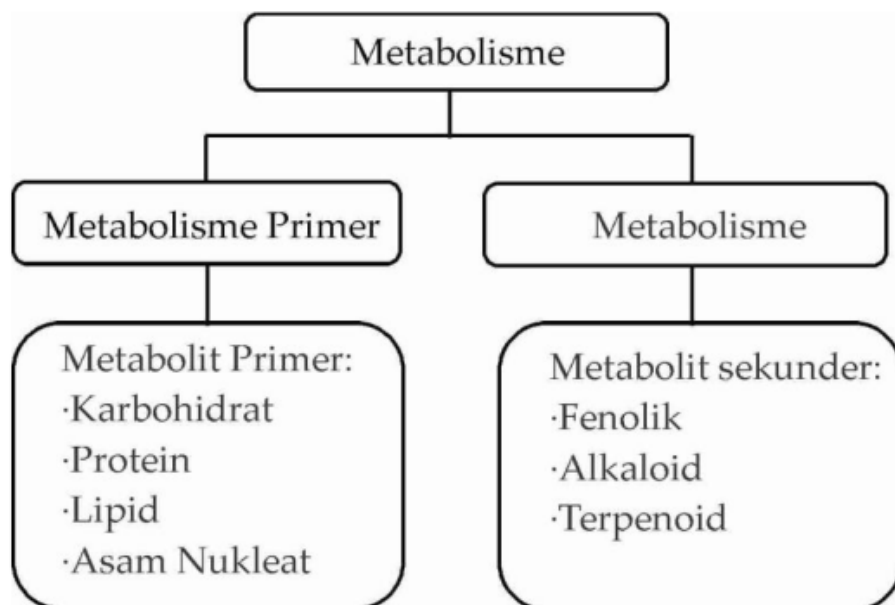 Metabolisme
Metabolisme Primer
Metabolisme
Metabolit Primer:
·Karbohidrat
·Protein
·Lipid
·Asam Nukleat
Metabolit sekunder:
·Fenolik
·Alkaloid
·Terpenoid